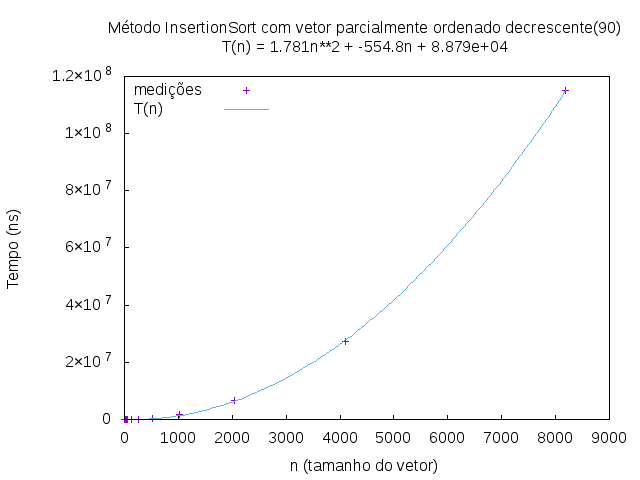 Método InsertionSort com vetor parcialmente ordenado decrescente(90)
T(n) = 1.781n**2 + -554.8n + 8.879e+04
1.2×10^8
1×10^8
8×10^7
6×10^7
4×10^7
2×10^7
0
medições
T(n)
Tempo (ns)
0 1000 2000 3000 4000 5000 6000 7000 8000 9000
n (tamanho do vetor)